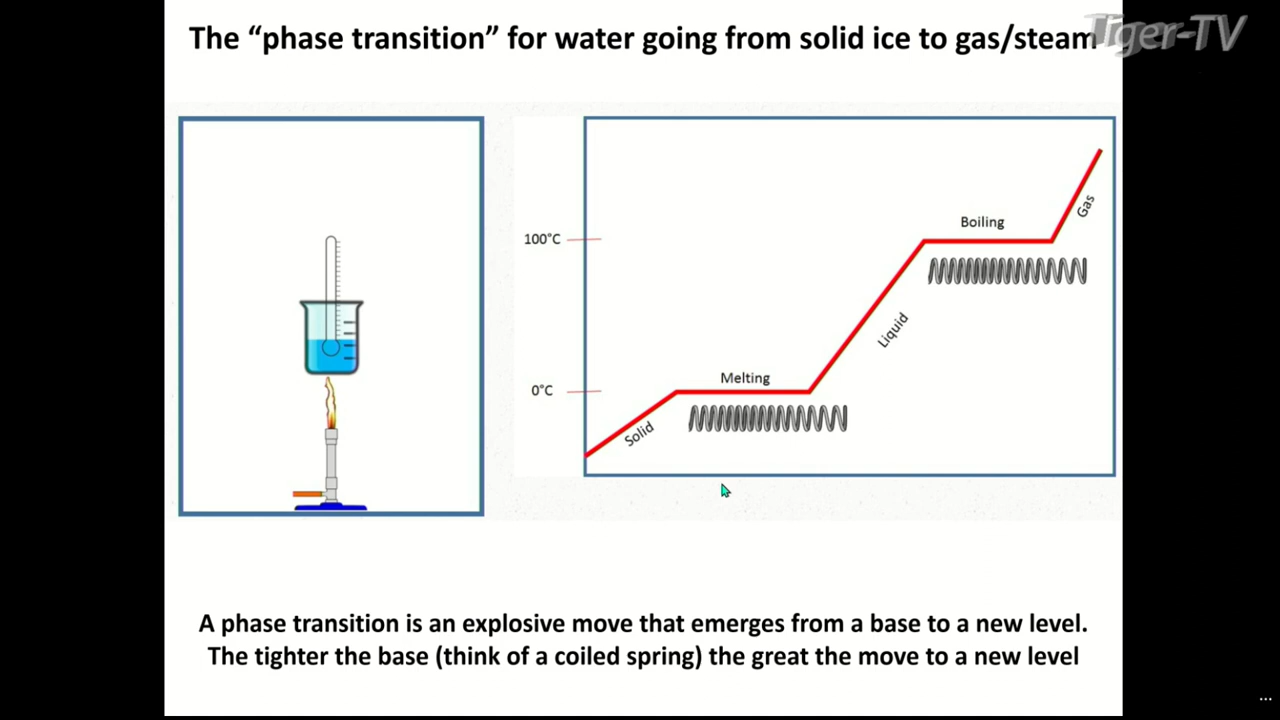 The “phase transition” for water going from solid ice to gas/steam
Tiger-TV
100°C
Boiling
Gas
Liquid
0°C
Melting
Solid
A phase transition is an explosive move that emerges from a base to a new level.
The tighter the base (think of a coiled spring) the great the move to a new level
...